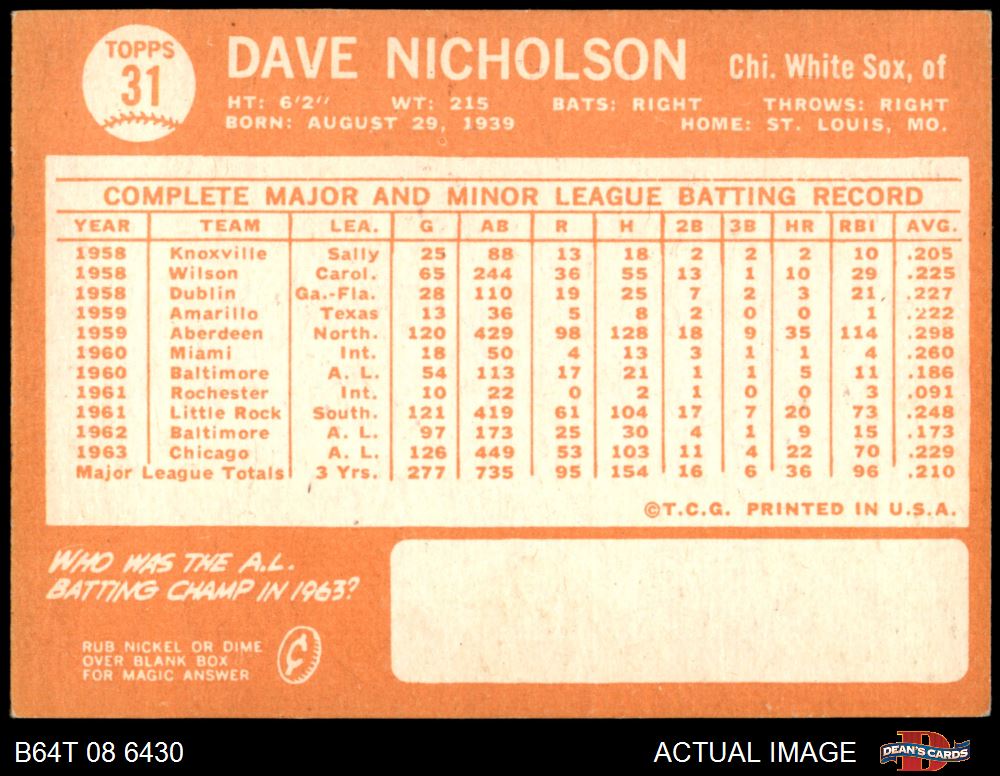 TOPPS
31
DAVE NICHOLSON Chi. White Sox, of
HT: 6'2" WT: 215 BATS: RIGHT THROWS: RIGHT
BORN: AUGUST 29, 1939 HOME: ST. LOUIS, MO.
COMPLETE MAJOR AND MINOR LEAGUE BATTING RECORD
YEAR TEAM LEA. G AB R H 2B 3B HR RBI AVG.
1958 Knoxville Sally 25 88 13 18 2 2 2 10 .205
1958 Wilson Carol. 65 244 36 55 13 1 10 29 .225
1958 Dublin Ga.-Fla. 28 110 19 25 7 2 3 21 .227
1959 Amarillo Texas 13 36 5 8 2 0 0 1 .222
1959 Aberdeen North. 120 429 98 128 18 9 35 114 .298
1960 Miami Int. 18 50 4 13 3 1 1 4 .260
1960 Baltimore A. L. 54 113 17 21 1 1 5 11 .186
1961 Rochester Int. 10 22 0 2 1 0 0 3 .091
1961 Little Rock South. 121 419 61 104 17 7 20 73 .248
1962 Baltimore A. L. 97 173 25 30 4 1 9 15 .173
1963 Chicago A. L. 126 449 53 103 11 4 22 70 .229
Major League Totals 3 Yrs. 277 735 95 154 16 6 36 96 .210
©T.C.G. PRINTED IN U.S.A.
WHO WAS THE A.L.
BATTING CHAMP IN 1963?
RUB NICKEL OR DIME
OVER BLANK BOX
FOR MAGIC ANSWER
B64T 08 6430 ACTUAL IMAGE DEAN'S CARDS